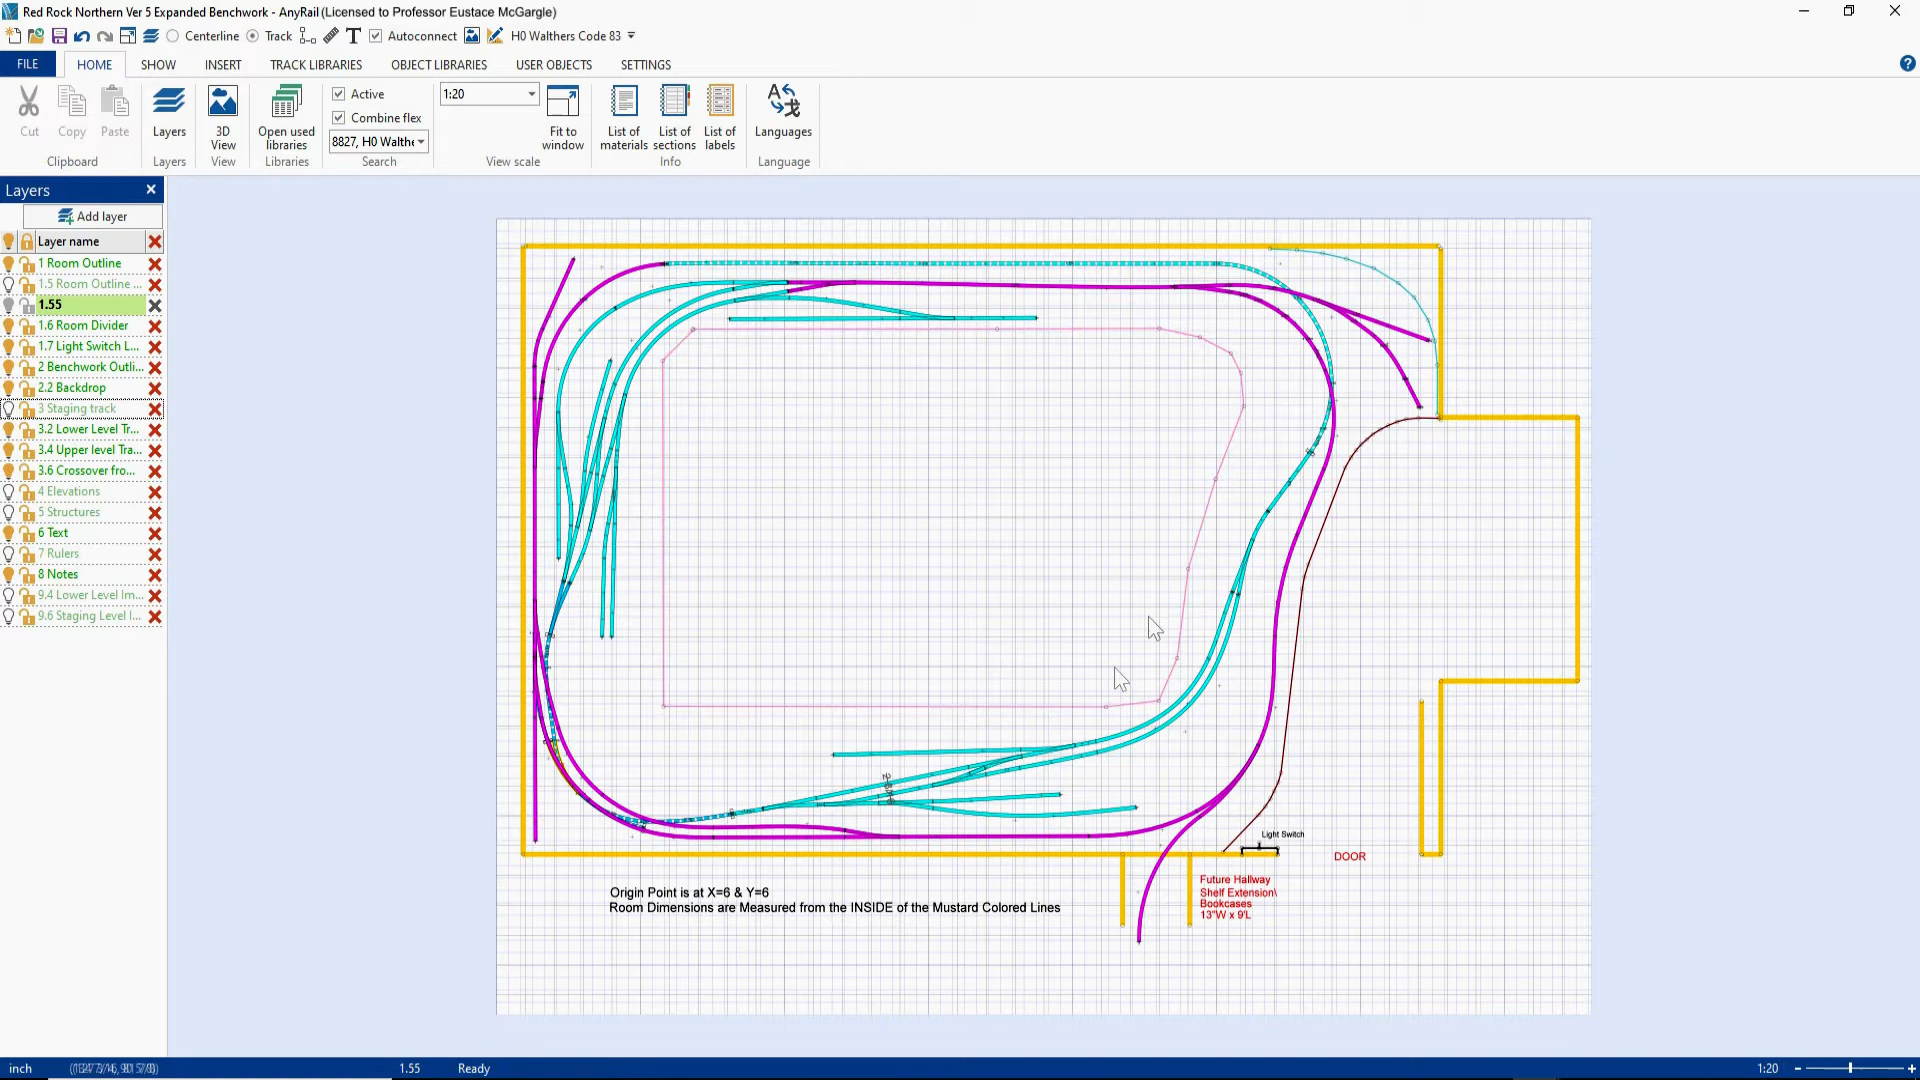 Red Rock Northern Ver 5 Expanded Benchwork - AnyRail (Licensed to Professor Eustace McGargle)
Centerline Track T Autoconnect H0 Walthers Code 83
FILE HOME SHOW INSERT TRACK LIBRARIES OBJECT LIBRARIES USER OBJECTS SETTINGS ?
Cut Copy Paste
Clipboard
Layers
Layers
3D View
View
Open used libraries
Libraries
Active
Combine flex
8827, H0 Walthe
Search
1:20
Fit to window
View scale
List of materials
List of sections
List of labels
Info
Languages
Language
Layers
Add layer
Layer name
1 Room Outline
1.5 Room Outline ...
1.55
1.6 Room Divider
1.7 Light Switch L...
2 Benchwork Outli...
2.2 Backdrop
3 Staging track
3.2 Lower Level Tr...
3.4 Upper level Tra...
3.6 Crossover fro...
4 Elevations
5 Structures
6 Text
7 Rulers
8 Notes
9.4 Lower Level Im...
9.6 Staging Level I...
Light Switch
DOOR
Future Hallway
Shelf Extension\
Bookcases
13"W x 9'L
Origin Point is at X=6 & Y=6
Room Dimensions are Measured from the INSIDE of the Mustard Colored Lines
inch 1.55 Ready 1:20